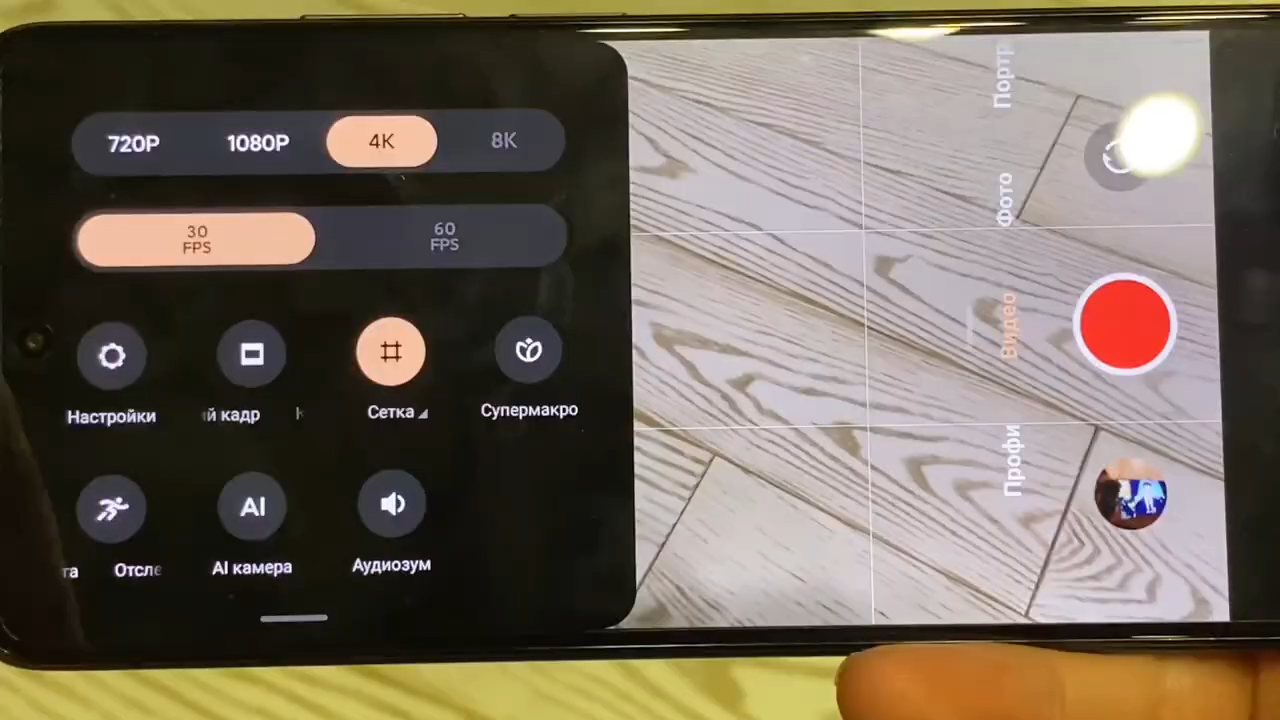 720P 1080P 4K 8K
30
FPS
60
FPS
Настройки
й кадр
Сетка
Супермакро
та Отсле
AI
AI камера
Аудиозум
Портр
Фото
Видео
Профи